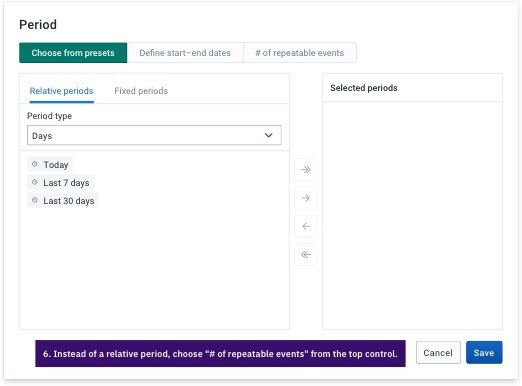 Period
Choose from presets
Define start–end dates
# of repeatable events
Relative periods
Fixed periods
Selected periods
Period type
Days
Today
Last 7 days
Last 30 days
6. Instead of a relative period, choose "# of repeatable events" from the top control.
Cancel
Save